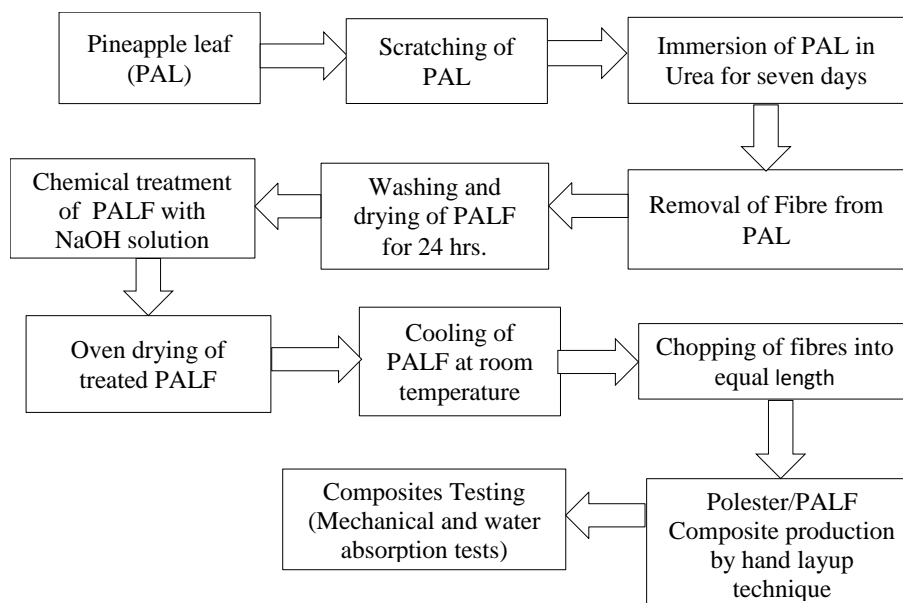 Pineapple leaf
(PAL)
Scratching of
PAL
Immersion of PAL in
Urea for seven days
Removal of Fibre from
PAL
Washing and
drying of PALF
for 24 hrs.
Chemical treatment
of PALF with
NaOH solution
Oven drying of
treated PALF
Cooling of
PALF at room
temperature
Chopping of fibres into
equal length
Polester/PALF
Composite production
by hand layup
technique
Composites Testing
(Mechanical and water
absorption tests)